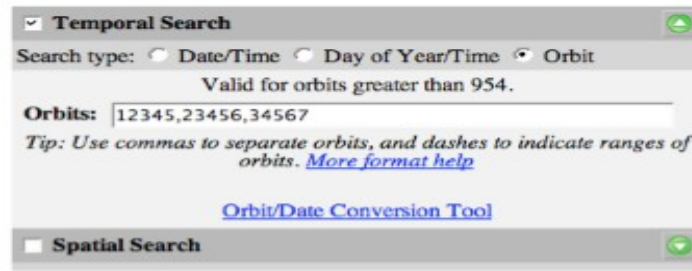 Temporal Search
Search type: Date/Time Day of Year/Time Orbit
Valid for orbits greater than 954.
Orbits: 12345,23456,34567
Tip: Use commas to separate orbits, and dashes to indicate ranges of
orbits. More format help
Orbit/Date Conversion Tool
Spatial Search